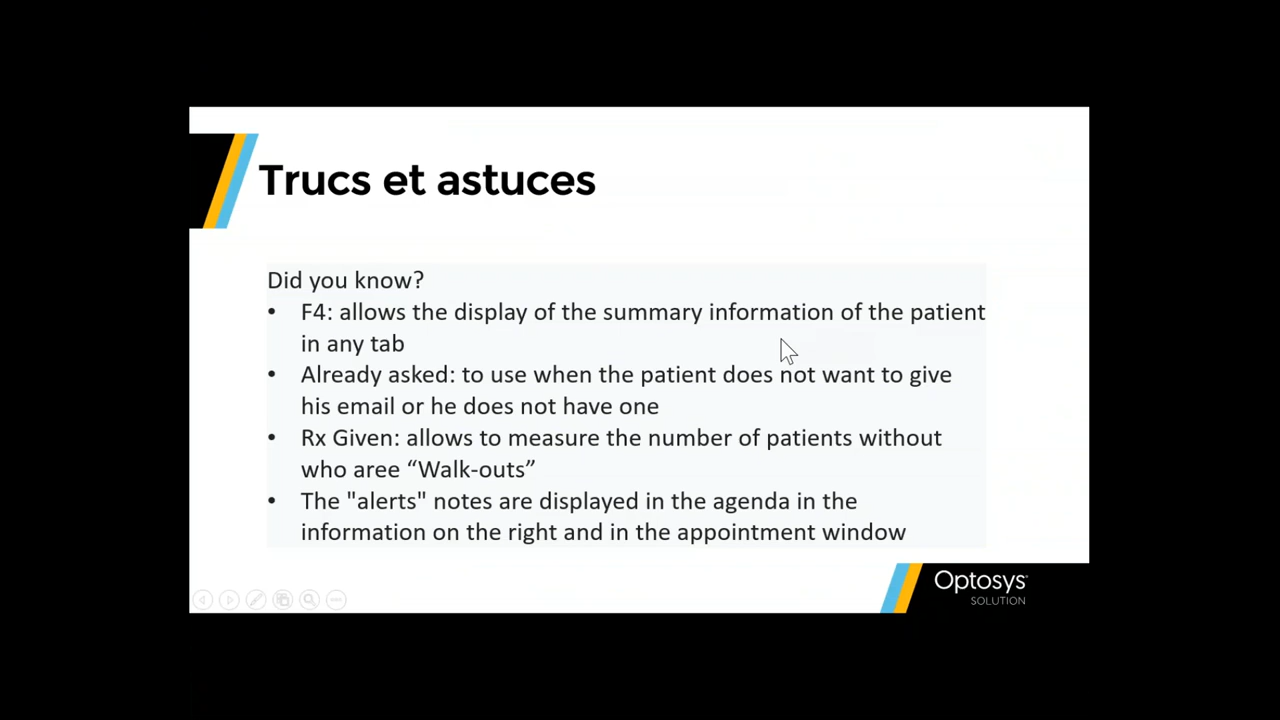 Trucs et astuces
Did you know?
• F4: allows the display of the summary information of the patient
in any tab
• Already asked: to use when the patient does not want to give
his email or he does not have one
• Rx Given: allows to measure the number of patients without
who aree “Walk-outs”
• The "alerts" notes are displayed in the agenda in the
information on the right and in the appointment window
Optosys
SOLUTION